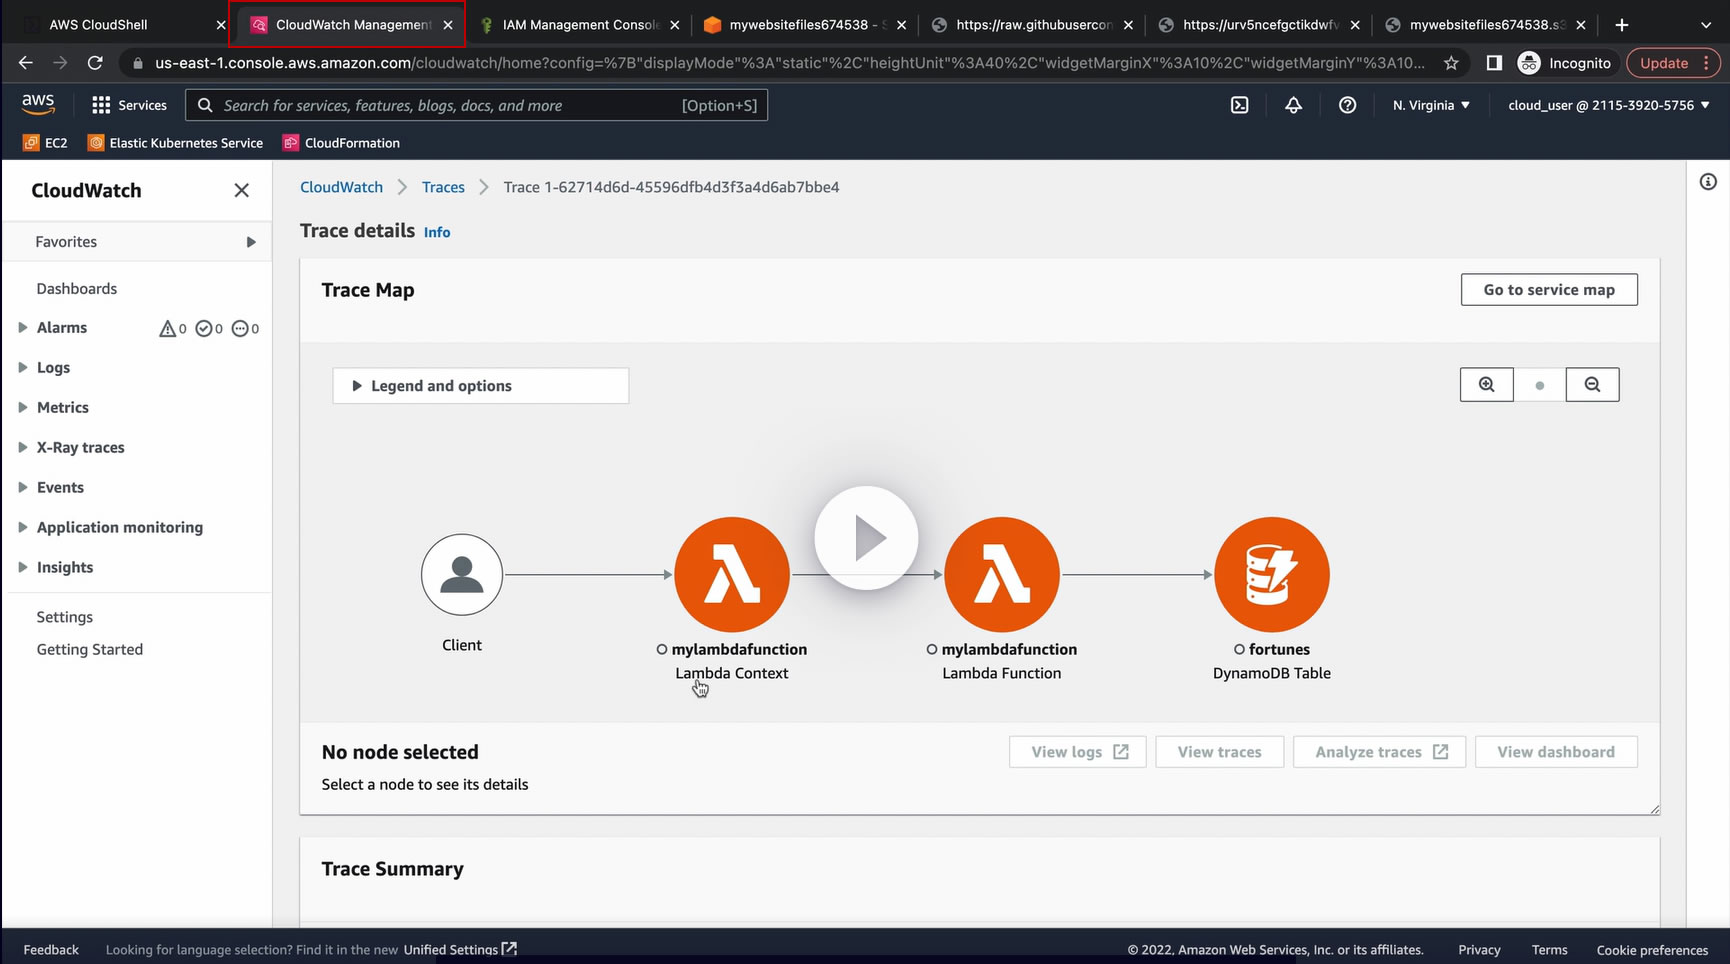 AWS CloudShell
CloudWatch Management
IAM Management Console
mywebsitefiles674538 - S
https://raw.githubusercon
https://urv5ncefgctikdwfv
mywebsitefiles674538.s3
us-east-1.console.aws.amazon.com/cloudwatch/home?config=%7B"displayMode"%3A"static"%2C"heightUnit"%3A40%2C"widgetMarginX"%3A10%2C"widgetMarginY"%3A10...
Incognito
Update
aws
Services
Search for services, features, blogs, docs, and more
[Option+S]
N. Virginia
cloud_user @ 2115-3920-5756
EC2
Elastic Kubernetes Service
CloudFormation
CloudWatch
Favorites
Dashboards
Alarms 0 0 0
Logs
Metrics
X-Ray traces
Events
Application monitoring
Insights
Settings
Getting Started
CloudWatch
Traces
Trace 1-62714d6d-45596dfb4d3f3a4d6ab7bbe4
Trace details Info
Trace Map
Go to service map
Legend and options
Client
mylambdafunction
Lambda Context
mylambdafunction
Lambda Function
fortunes
DynamoDB Table
No node selected
Select a node to see its details
View logs
View traces
Analyze traces
View dashboard
Trace Summary
Feedback
Looking for language selection? Find it in the new Unified Settings
© 2022, Amazon Web Services, Inc. or its affiliates.
Privacy
Terms
Cookie preferences